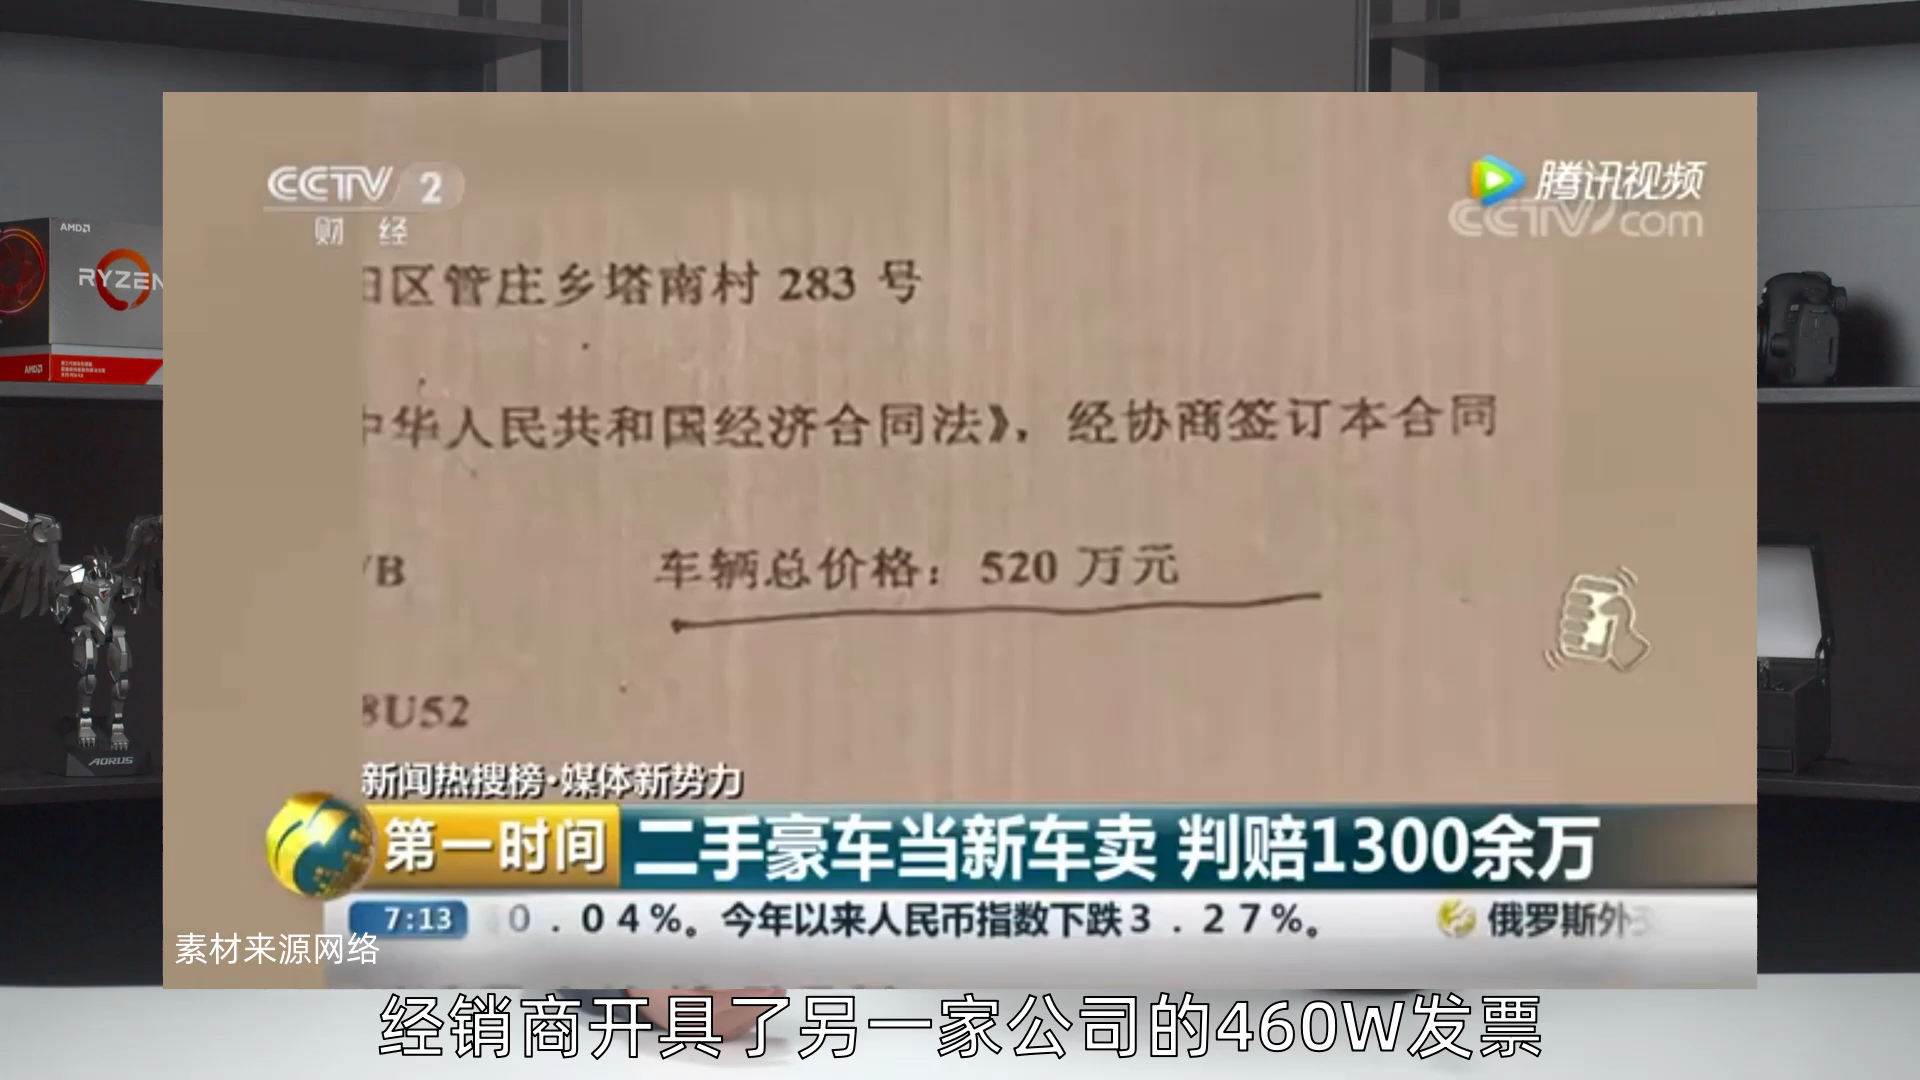 AMD
RYZEN
AMD
AORUS
CCTV 2
财 经
腾讯视频
CCTV com
区管庄乡塔南村 283 号
中华人民共和国经济合同法》，经协商签订本合同
VB 车辆总价格：520 万元
8U52
新闻热搜榜·媒体新势力
第一时间 二手豪车当新车卖 判赔1300余万
7:13 0.04%。今年以来人民币指数下跌3.27%。 俄罗斯外
素材来源网络
经销商开具了另一家公司的460W发票